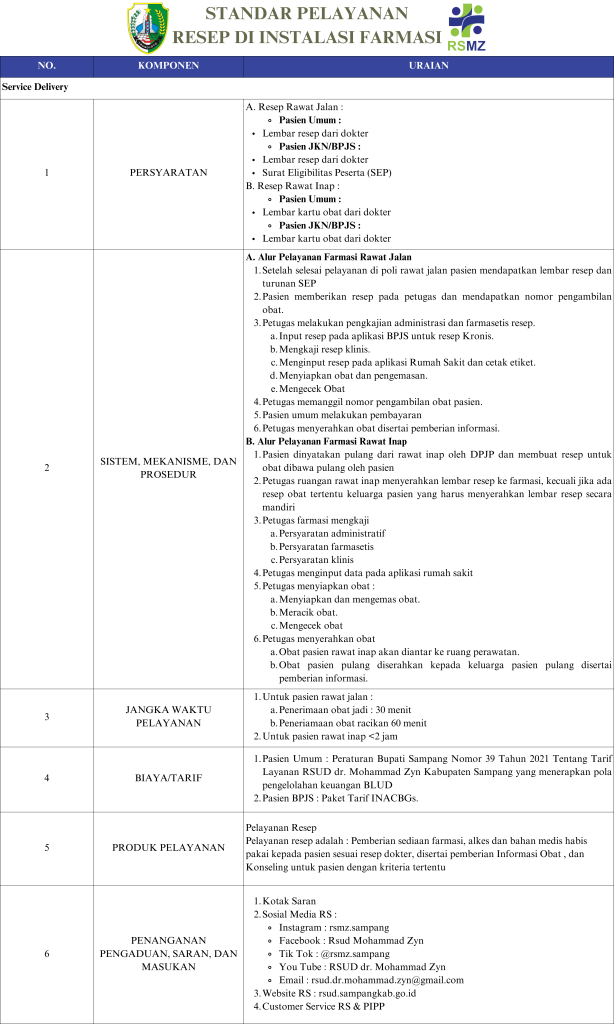 STANDAR PELAYANAN
RESEP DI INSTALASI FARMASI
RSMZ
NO. KOMPONEN URAIAN
Service Delivery
1 PERSYARATAN
A. Resep Rawat Jalan :
Pasien Umum :
• Lembar resep dari dokter
Pasien JKN/BPJS :
• Lembar resep dari dokter
• Surat Eligibilitas Peserta (SEP)
B. Resep Rawat Inap :
Pasien Umum :
• Lembar kartu obat dari dokter
Pasien JKN/BPJS :
• Lembar kartu obat dari dokter
2 SISTEM, MEKANISME, DAN
PROSEDUR
A. Alur Pelayanan Farmasi Rawat Jalan
1. Setelah selesai pelayanan di poli rawat jalan pasien mendapatkan lembar resep dan
turunan SEP
2. Pasien memberikan resep pada petugas dan mendapatkan nomor pengambilan
obat.
3. Petugas melakukan pengkajian administrasi dan farmasetis resep.
a. Input resep pada aplikasi BPJS untuk resep Kronis.
b. Mengkaji resep klinis.
c. Menginput resep pada aplikasi Rumah Sakit dan cetak etiket.
d. Menyiapkan obat dan pengemasan.
e. Mengecek Obat
4. Petugas memanggil nomor pengambilan obat pasien.
5. Pasien umum melakukan pembayaran
6. Petugas menyerahkan obat disertai pemberian informasi.
B. Alur Pelayanan Farmasi Rawat Inap
1. Pasien dinyatakan pulang dari rawat inap oleh DPJP dan membuat resep untuk
obat dibawa pulang oleh pasien
2. Petugas ruangan rawat inap menyerahkan lembar resep ke farmasi, kecuali jika ada
resep obat tertentu keluarga pasien yang harus menyerahkan lembar resep secara
mandiri
3. Petugas farmasi mengkaji
a. Persyaratan administratif
b. Persyaratan farmasetis
c. Persyaratan klinis
4. Petugas menginput data pada aplikasi rumah sakit
5. Petugas menyiapkan obat :
a. Menyiapkan dan mengemas obat.
b. Meracik obat.
c. Mengecek obat
6. Petugas menyerahkan obat
a. Obat pasien rawat inap akan diantar ke ruang perawatan.
b. Obat pasien pulang diserahkan kepada keluarga pasien pulang disertai
pemberian informasi.
3 JANGKA WAKTU
PELAYANAN
1. Untuk pasien rawat jalan :
a. Penerimaan obat jadi : 30 menit
b. Peneriamaan obat racikan 60 menit
2. Untuk pasien rawat inap <2 jam
4 BIAYA/TARIF
1. Pasien Umum : Peraturan Bupati Sampang Nomor 39 Tahun 2021 Tentang Tarif
Layanan RSUD dr. Mohammad Zyn Kabupaten Sampang yang menerapkan pola
pengelolahan keuangan BLUD
2. Pasien BPJS : Paket Tarif INACBGs.
5 PRODUK PELAYANAN
Pelayanan Resep
Pelayanan resep adalah : Pemberian sediaan farmasi, alkes dan bahan medis habis
pakai kepada pasien sesuai resep dokter, disertai pemberian Informasi Obat , dan
Konseling untuk pasien dengan kriteria tertentu
6 PENANGANAN
PENGADUAN, SARAN, DAN
MASUKAN
1. Kotak Saran
2. Sosial Media RS :
Instagram : rsmz.sampang
Facebook : Rsud Mohammad Zyn
Tik Tok : @rsmz.sampang
You Tube : RSUD dr. Mohammad Zyn
Email : rsud.dr.mohammad.zyn@gmail.com
3. Website RS : rsud.sampangkab.go.id
4. Customer Service RS & PIPP